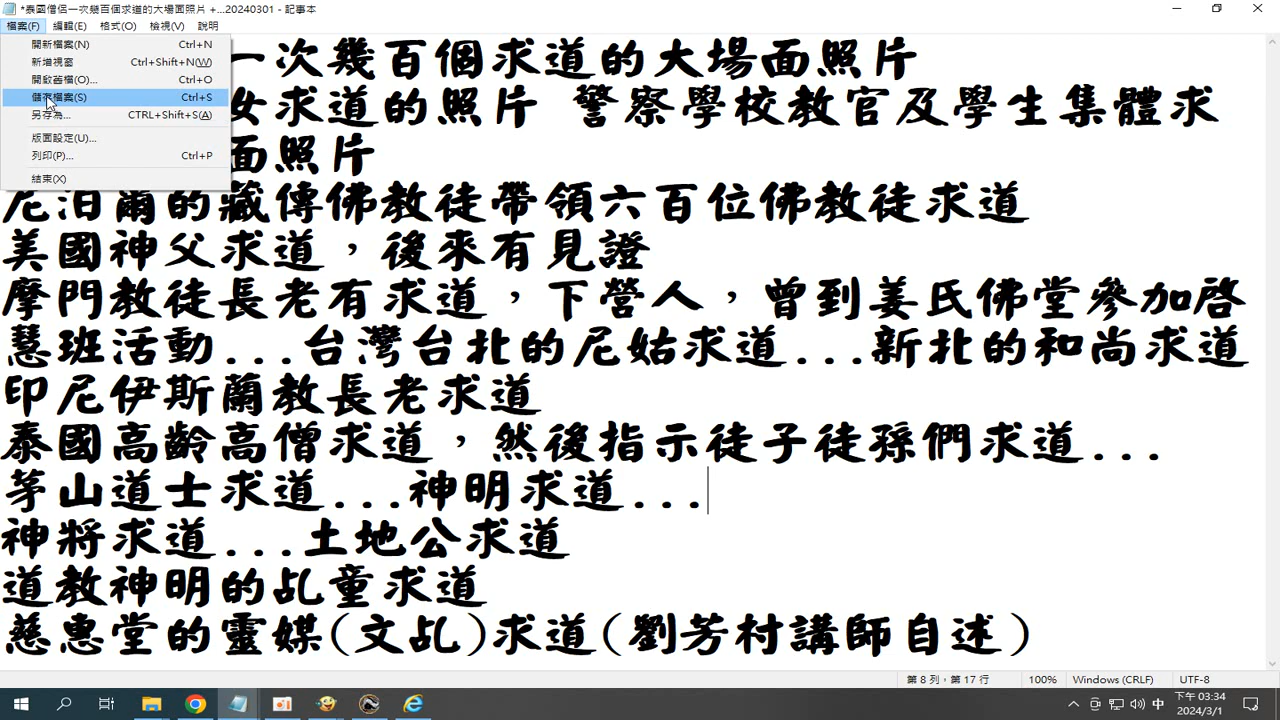 *泰國僧侶一次幾百個求道的大場面照片 +...20240301 - 記事本
檔案(F) 編輯(E) 格式(O) 檢視(V) 說明
開新檔案(N) Ctrl+N
新增視窗 Ctrl+Shift+N(W)
開啟舊檔(O)... Ctrl+O
儲存檔案(S) Ctrl+S
另存為... CTRL+Shift+S(A)
版面設定(U)...
列印(P)... Ctrl+P
結束(X)
一次幾百個求道的大場面照片
女求道的照片 警察學校教官及學生集體求
面照片
尼泊爾的藏傳佛教徒帶領六百位佛教徒求道
美國神父求道,後來有見證
摩門教徒長老有求道,下營人,曾到姜氏佛堂參加啓
慧班活動...台灣台北的尼姑求道...新北的和尚求道
印尼伊斯蘭教長老求道
泰國高齡高僧求道,然後指示徒子徒孫們求道...
茅山道士求道...神明求道...
神將求道...土地公求道
道教神明的乩童求道
慈惠堂的靈媒(文乩)求道(劉芳村講師自述)
第 8 列,第 17 行 100% Windows (CRLF) UTF-8
中 下午 03:34
2024/3/1